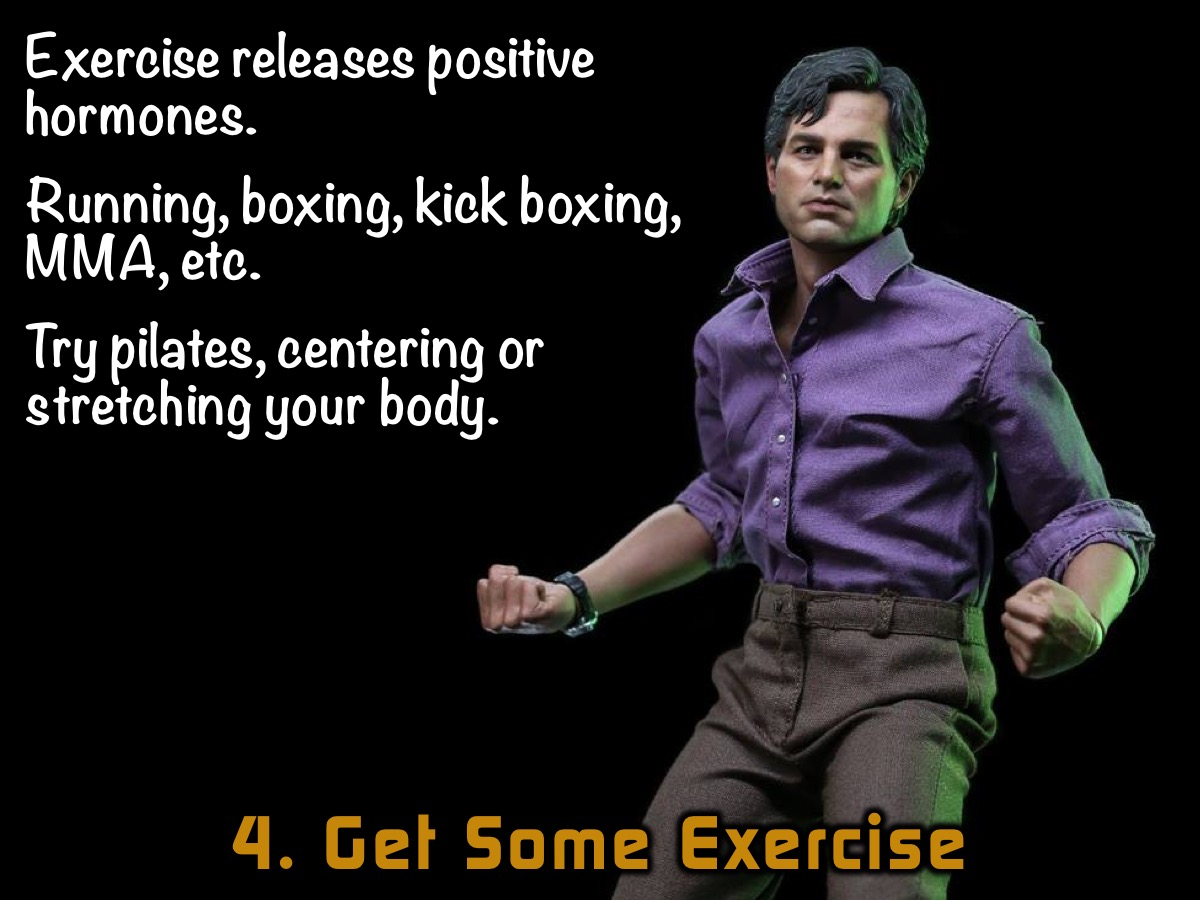 Exercise releases positive
hormones.
Running, boxing, kick boxing,
MMA, etc.
Try pilates, centering or
stretching your body.
4. Get Some Exercise